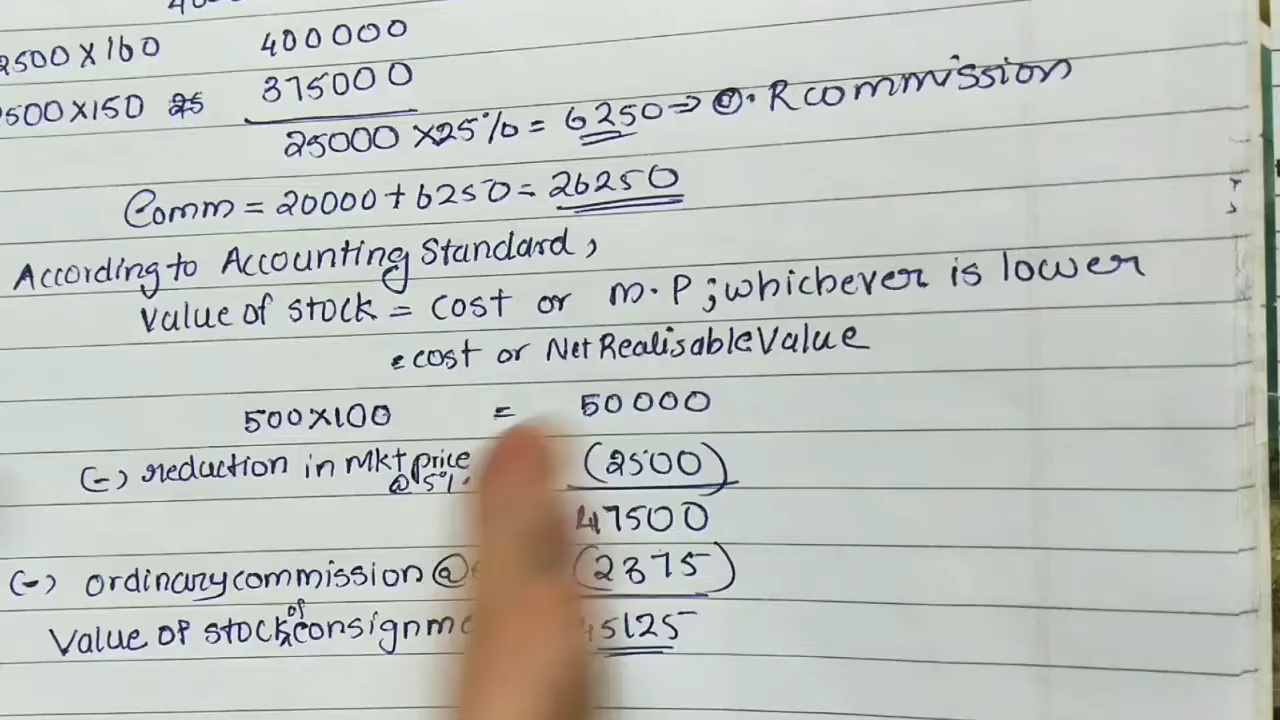 2500 X 160 400000
500 X 150 25 375000
25000 X 25% = 6250 => O.R commission
Comm = 20000 + 6250 = 26250
According to Accounting Standard,
Value of stock = cost or m.P; whichever is lower
= cost or Net Realisable Value
500 X 100 = 50000
(-) reduction in Mkt price (2500)
@ 5%
47500
(-) ordinary commission @ (2375)
Value of stock of consignme 45125